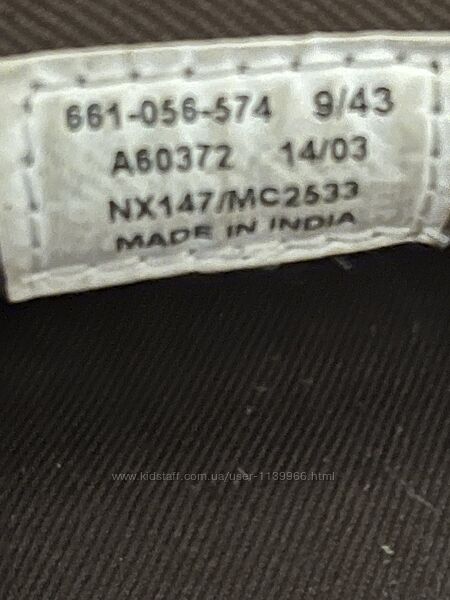 661-056-574 9/43
A60372 14/03
NX147/MC2533
MADE IN INDIA
www.kidstaff.com.ua/user-1139966.html